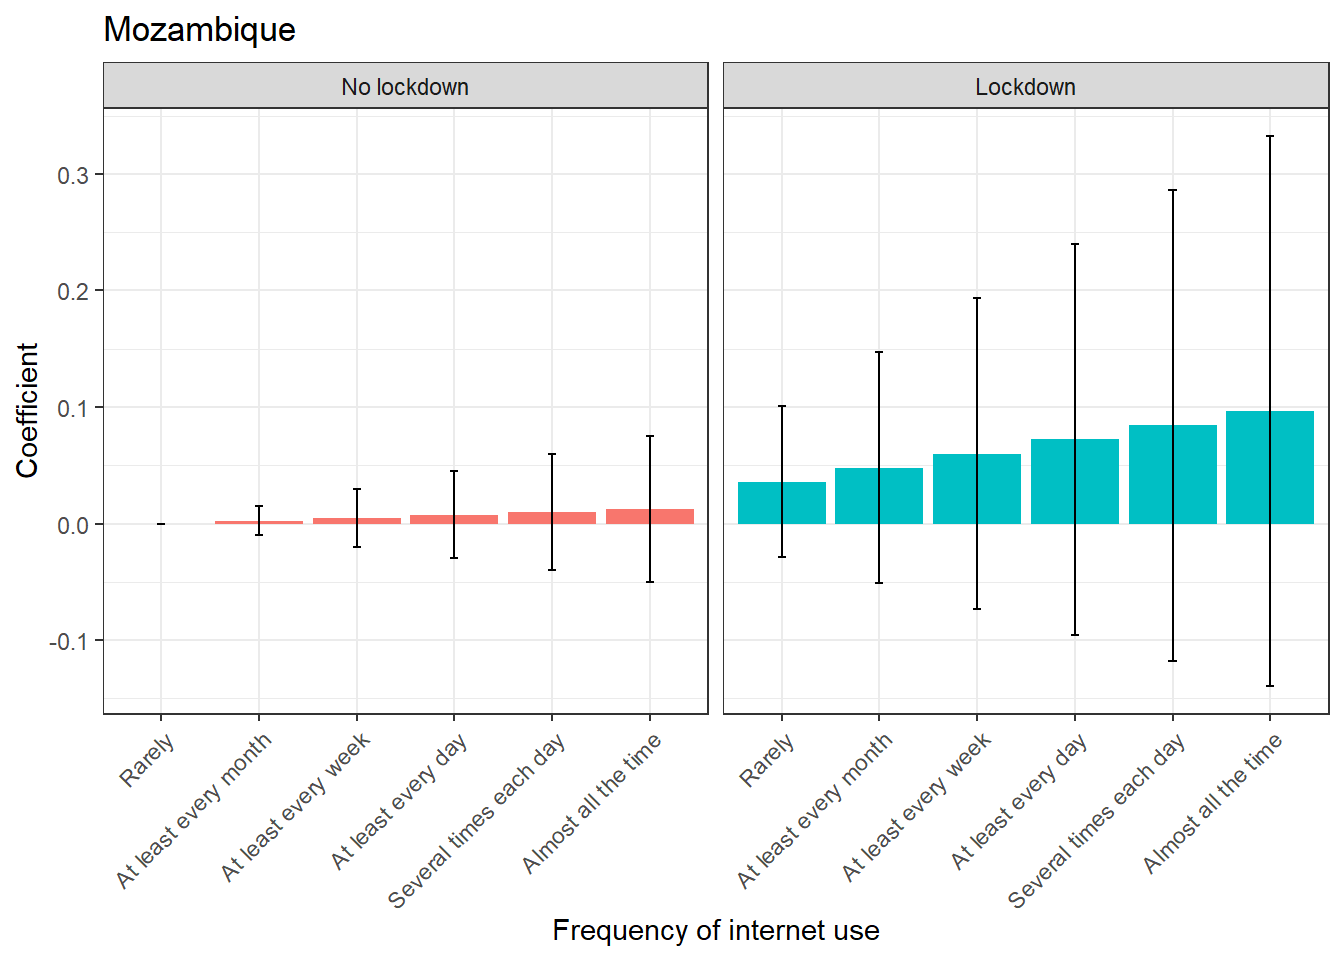 Mozambique
No lockdown
Lockdown
Coefficient
0.3
0.2
0.1
0.0
-0.1
Rarely
At least every month
At least every week
At least every day
Several times each day
Almost all the time
Rarely
At least every month
At least every week
At least every day
Several times each day
Almost all the time
Frequency of internet use